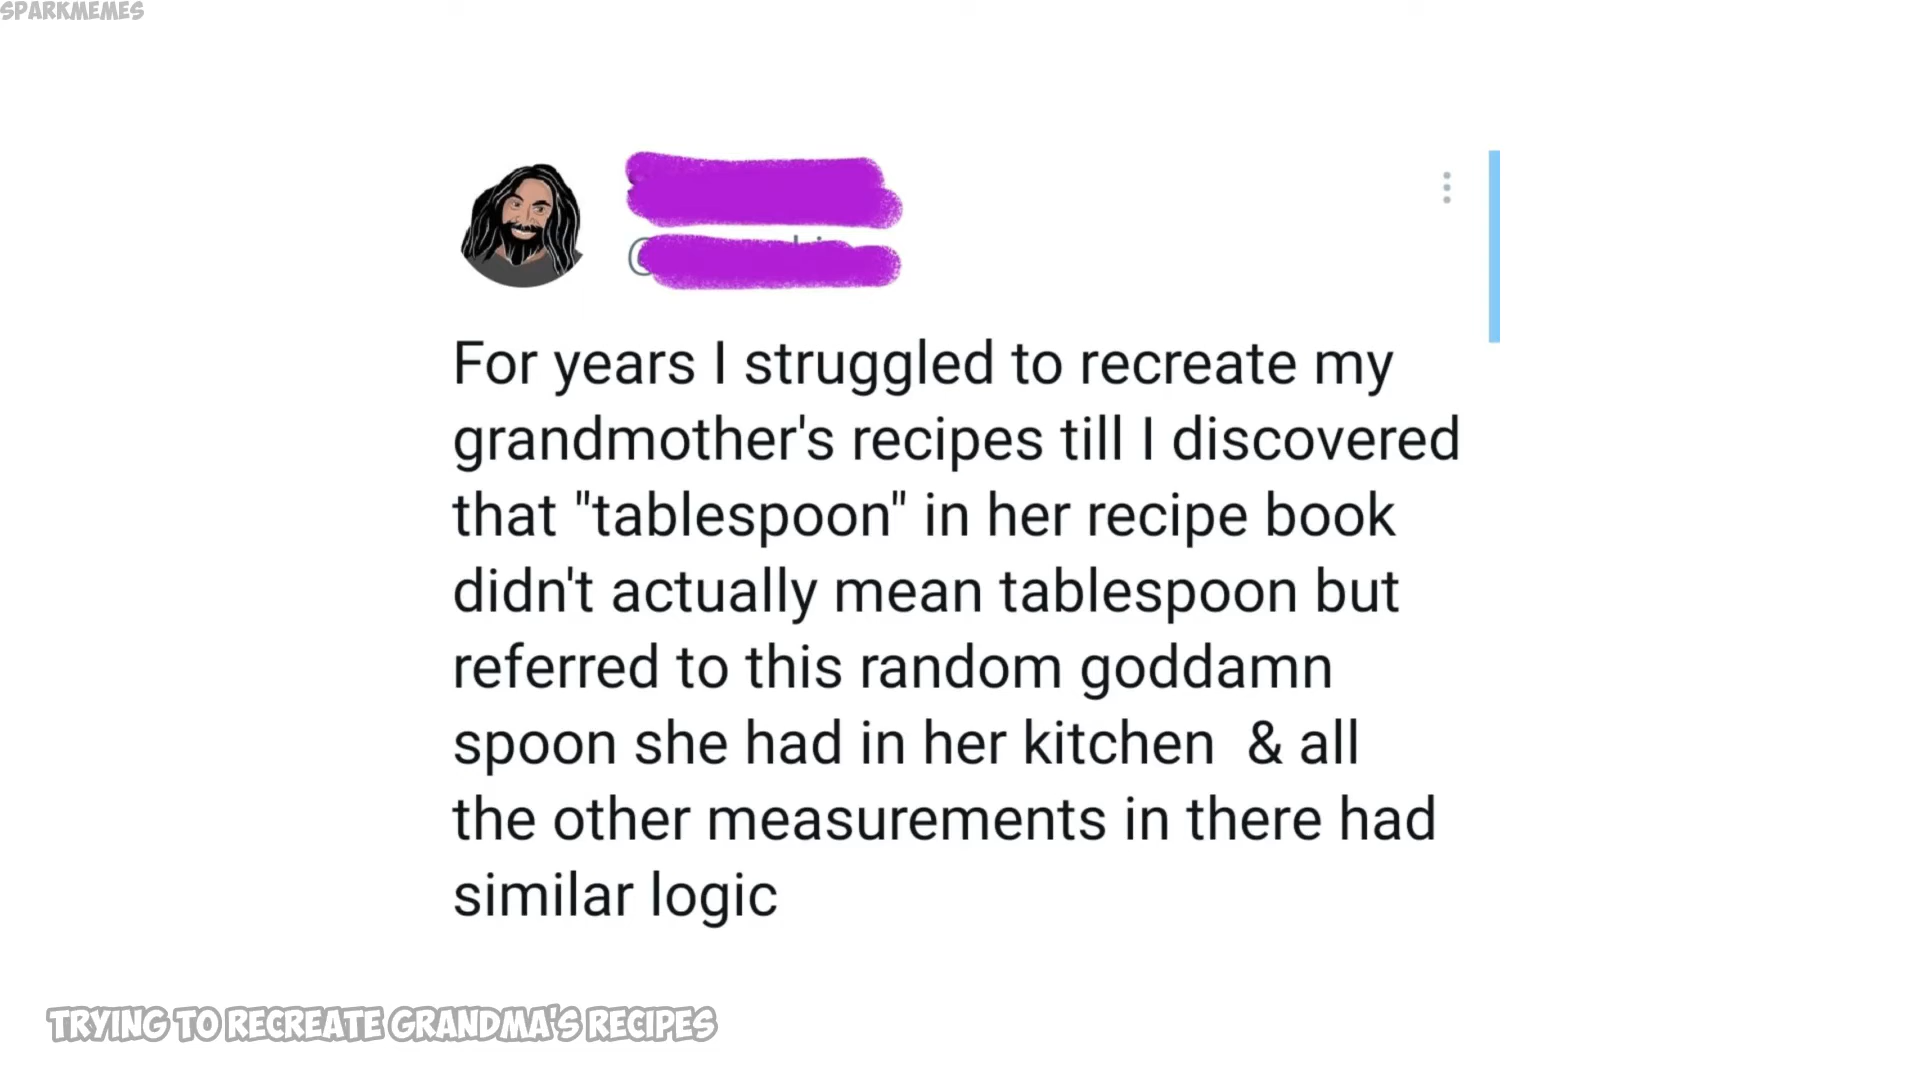 SPARKMEMES
For years I struggled to recreate my
grandmother's recipes till I discovered
that "tablespoon" in her recipe book
didn't actually mean tablespoon but
referred to this random goddamn
spoon she had in her kitchen & all
the other measurements in there had
similar logic
TRYING TO RECREATE GRANDMA'S RECIPES